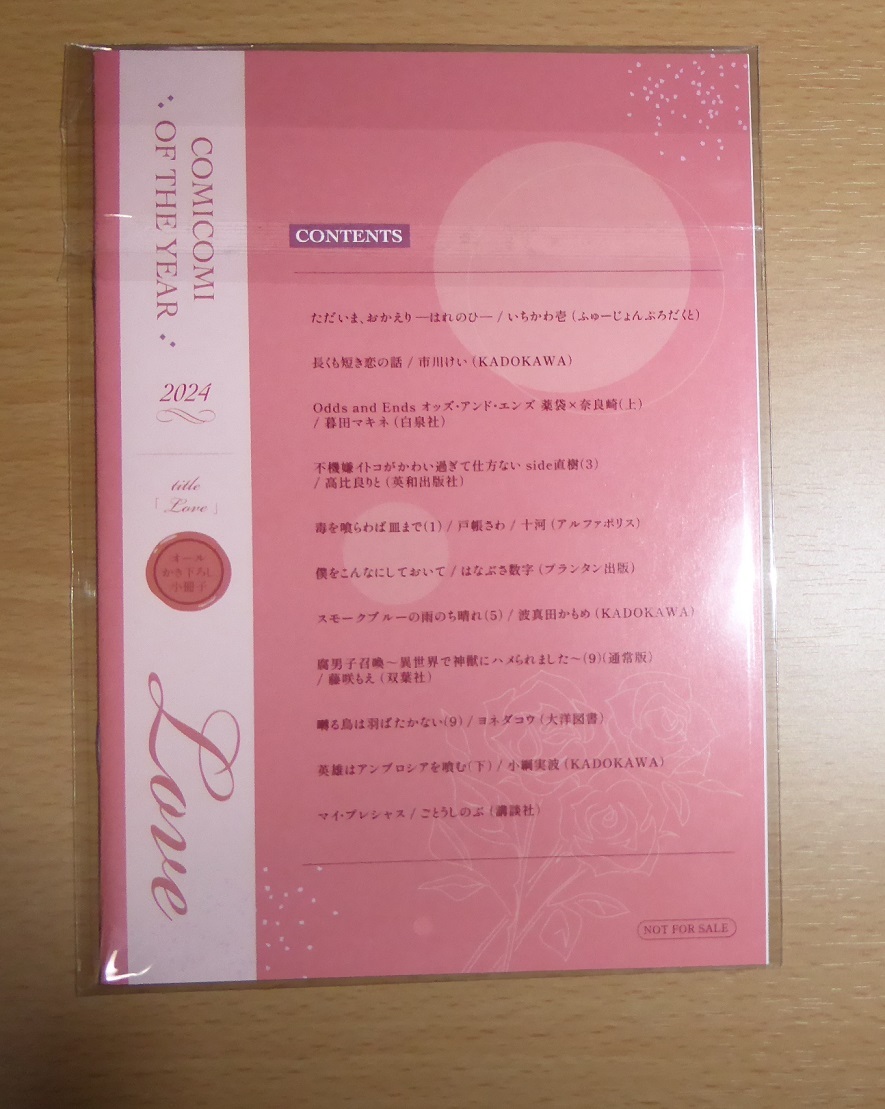 COMICOMI
OF THE YEAR
2024
title
「Love」
オール
かき下ろし
小冊子
Love
CONTENTS
ただいま、おかえり ―はれのひ― / いちかわ壱 (ふゅーじょんぷろだくと)
長くも短き恋の話 / 市川けい (KADOKAWA)
Odds and Ends オッズ・アンド・エンズ 薬袋×奈良崎(上)
/ 暮田マキネ (白泉社)
不機嫌イトコがかわい過ぎて仕方ない side直樹(3)
/ 高比良りと (英和出版社)
毒を喰らわば皿まで(1) / 戸帳さわ / 十河 (アルファポリス)
僕をこんなにしておいて / はなぶさ数字 (プランタン出版)
スモークブルーの雨のち晴れ(5) / 波真田かもめ (KADOKAWA)
腐男子召喚～異世界で神獣にハメられました～(9)(通常版)
/ 藤咲もえ (双葉社)
囀る鳥は羽ばたかない(9) / ヨネダコウ (大洋図書)
英雄はアンブロシアを喰む(下) / 小綱実波 (KADOKAWA)
マイ・プレシャス / ごとうしのぶ (講談社)
NOT FOR SALE